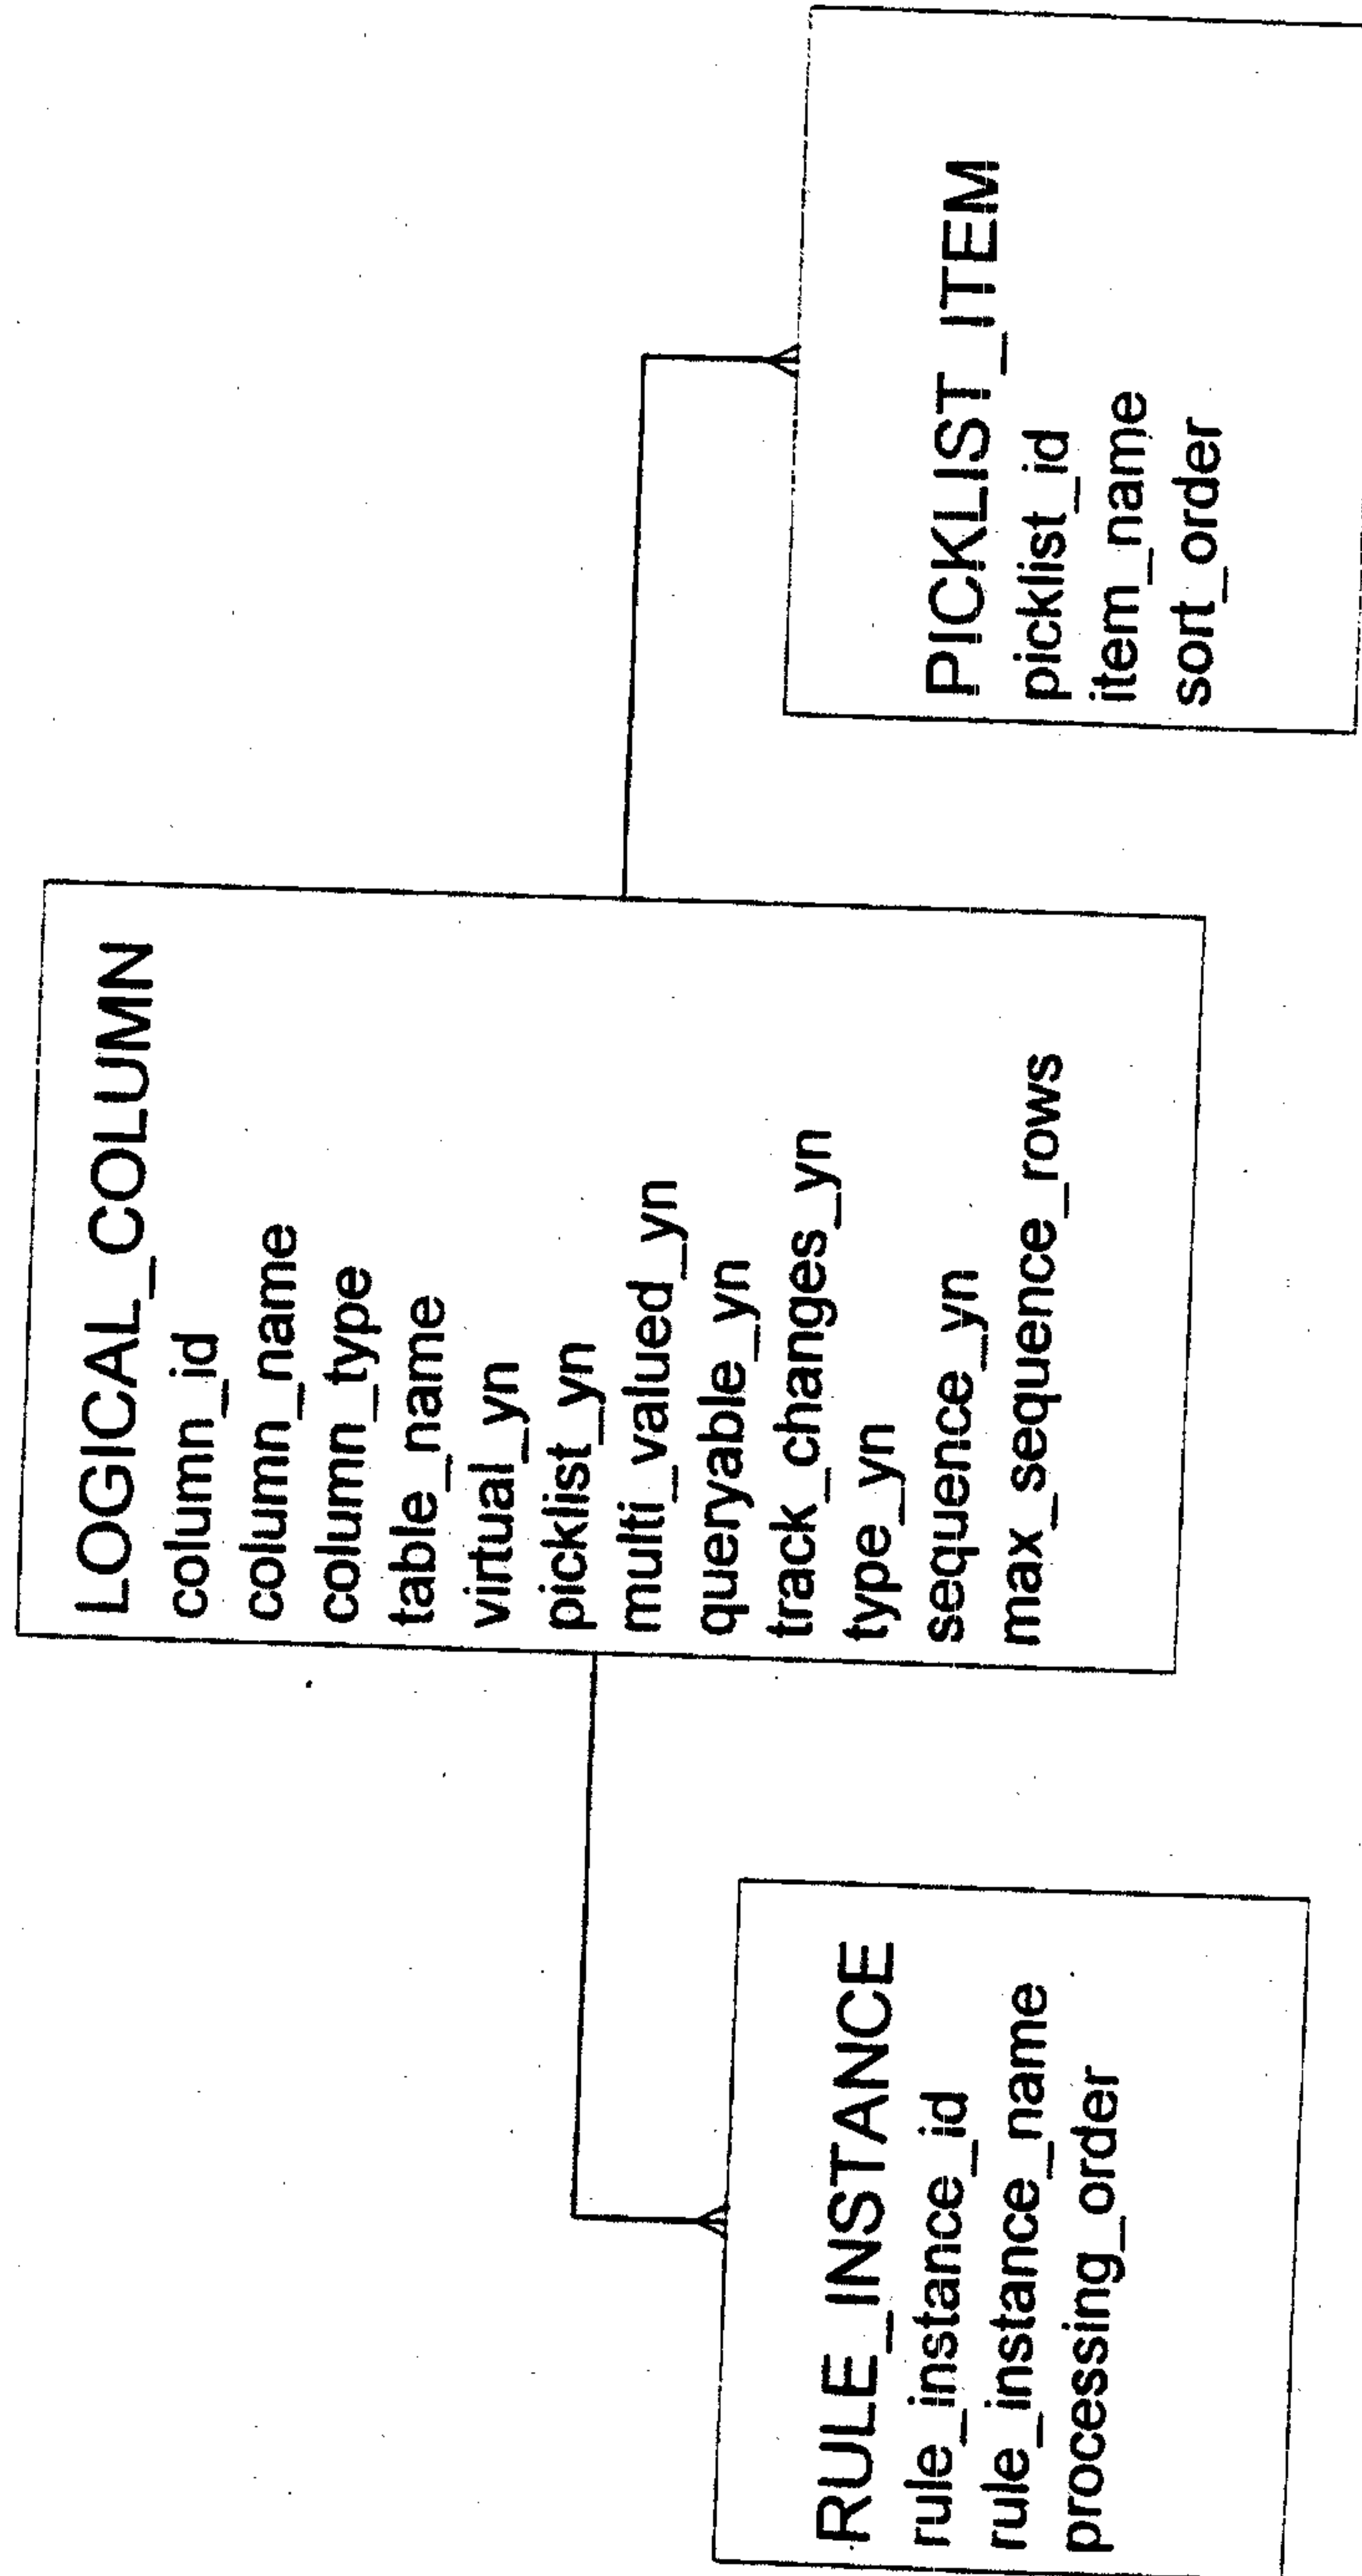 LOGICAL_COLUMN
column_id
column_name
column_type
table_name
virtual_yn
picklist_yn
multi_valued_yn
queryable_yn
track_changes_yn
type_yn
sequence_yn
max_sequence_rows
RULE_INSTANCE
rule_instance_id
rule_instance_name
processing_order
PICKLIST_ITEM
picklist_id
item_name
sort_order